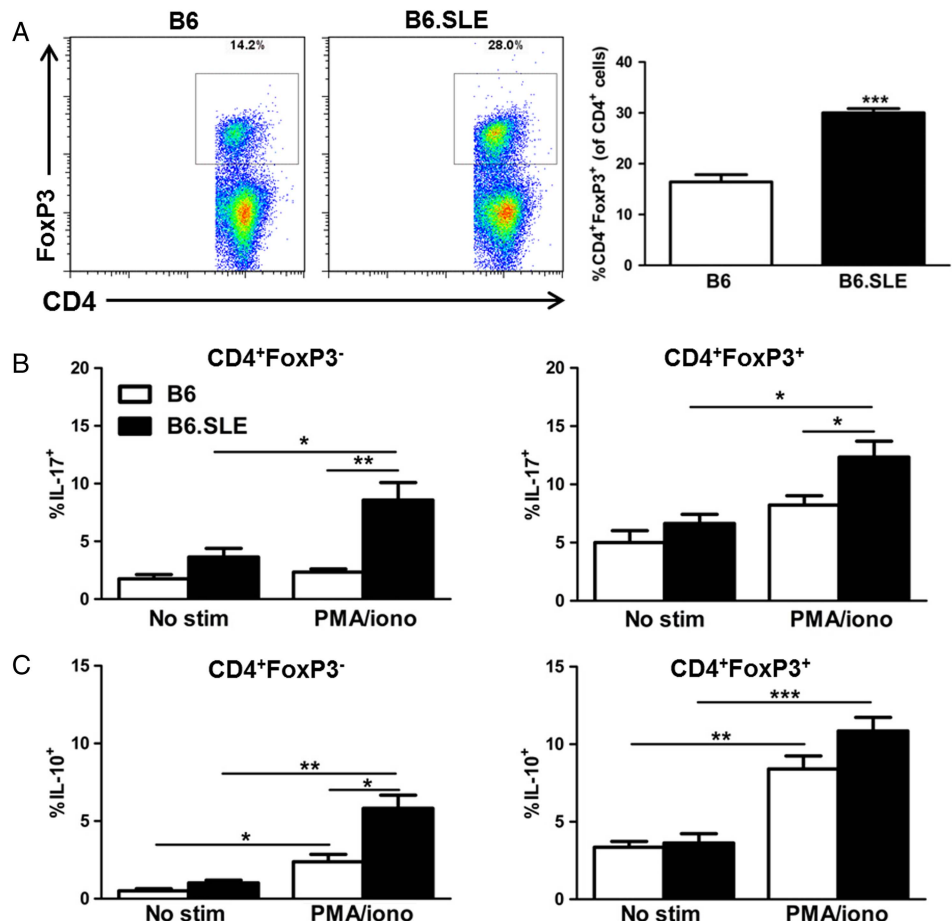 A
B6
B6.SLE
14.2%
28.0%
FoxP3
CD4
%CD4⁺FoxP3⁺ (of CD4⁺ cells)
40
30
20
10
0
***
B6
B6.SLE
B
CD4⁺FoxP3⁻
%IL-17⁺
20
15
10
5
0
B6
B6.SLE
*
**
No stim
PMA/iono
CD4⁺FoxP3⁺
%IL-17⁺
20
15
10
5
0
*
*
No stim
PMA/iono
C
CD4⁺FoxP3⁻
%IL-10⁺
15
10
5
0
**
*
*
No stim
PMA/iono
CD4⁺FoxP3⁺
%IL-10⁺
15
10
5
0
***
**
No stim
PMA/iono